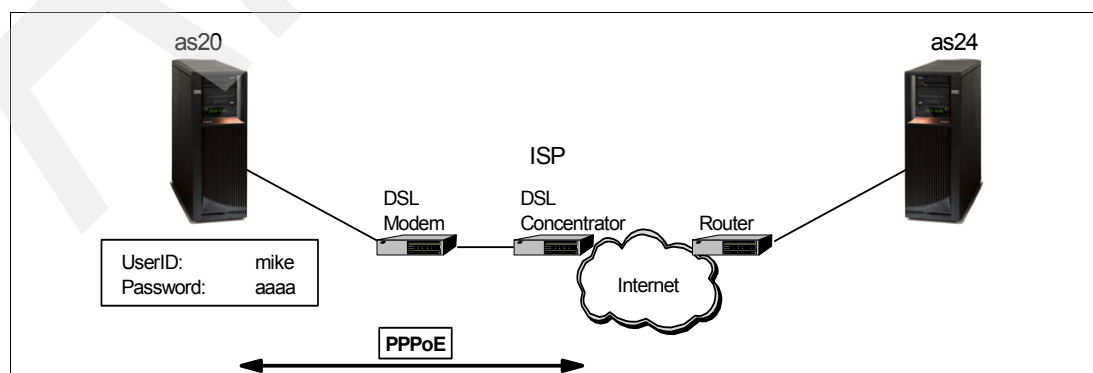 as20
as24
ISP
DSL
Modem
DSL
Concentrator
Router
UserID: mike
Password: aaaa
Internet
PPPoE